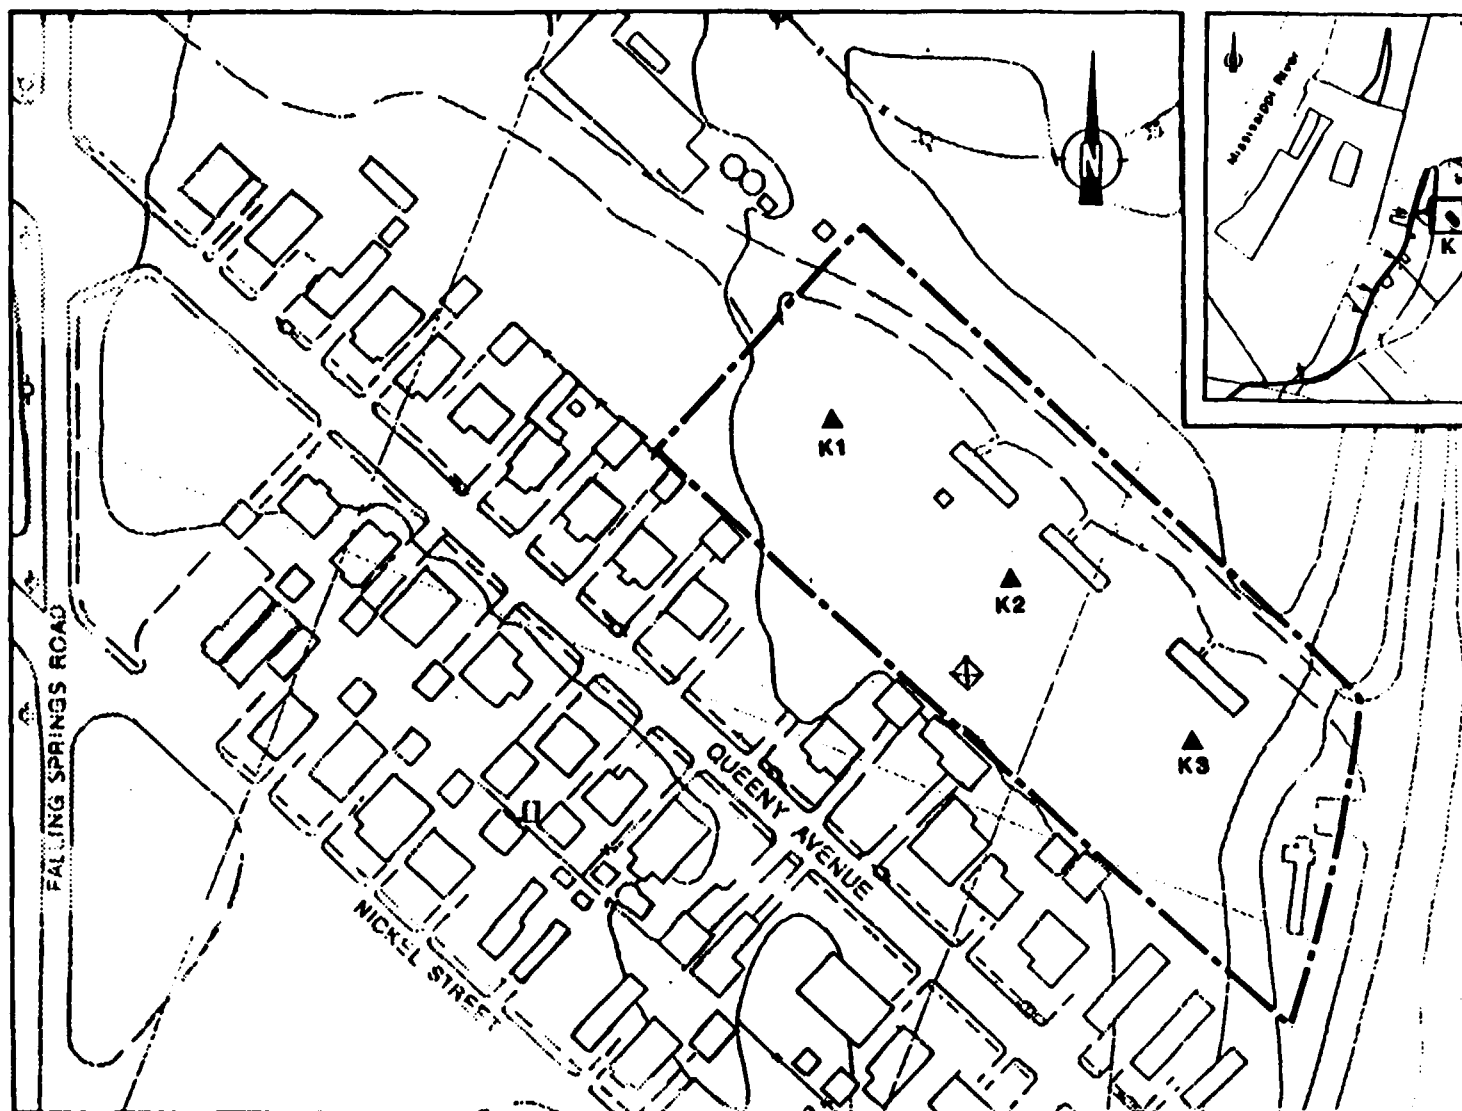 Mississippi River
N
K
K1
K2
K3
QUEENY AVENUE
FALLING SPRINGS ROAD
NICKEL STREET